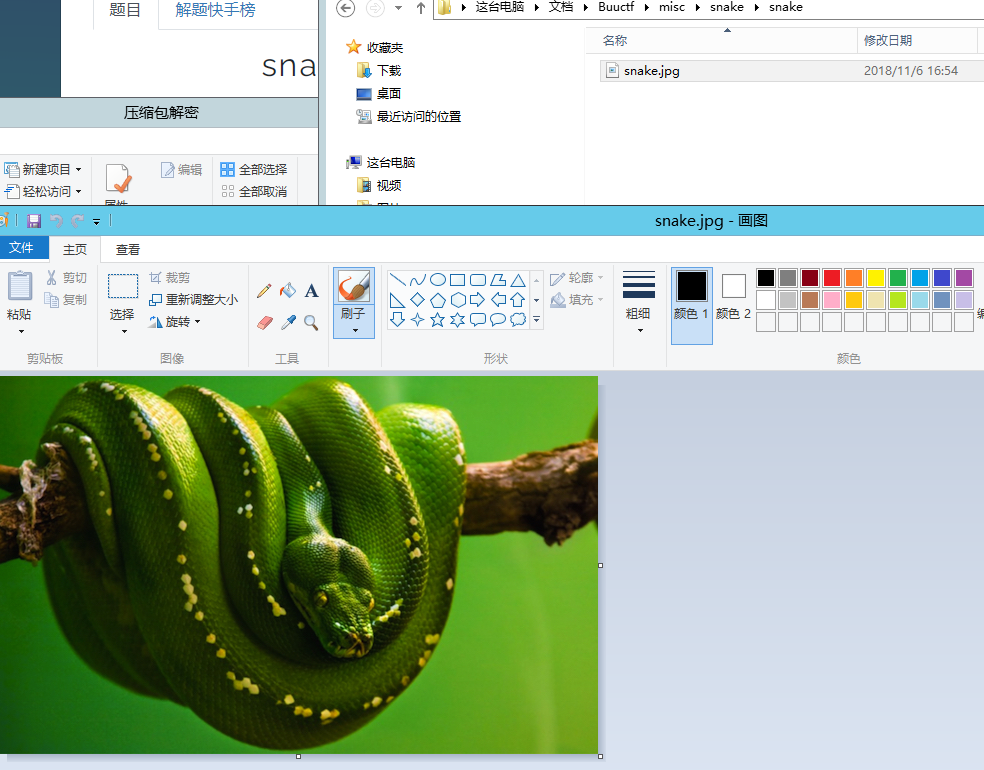 题目 解题快手榜
sna
压缩包解密
新建项目 编辑 全部选择
轻松访问 全部取消
这台电脑 文档 Buuctf misc snake snake
收藏夹 名称 修改日期
下载 snake.jpg 2018/11/6 16:54
桌面
最近访问的位置
这台电脑
视频
snake.jpg - 画图
文件 主页 查看
剪切 裁剪 轮廓
复制 重新调整大小 填充
粘贴 选择 旋转 A 刷子 粗细 颜色 1 颜色 2
剪贴板 图像 工具 形状 颜色